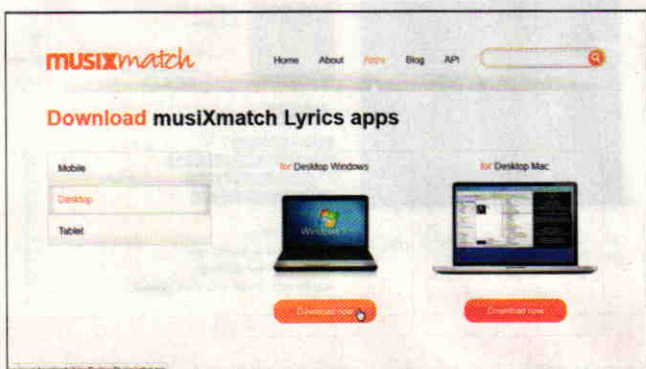 musiXmatch
Home About Apps Blog API
Download musiXmatch Lyrics apps
Mobile
Desktop
Tablet
for Desktop Windows
for Desktop Mac
Windows
Download now
Download now